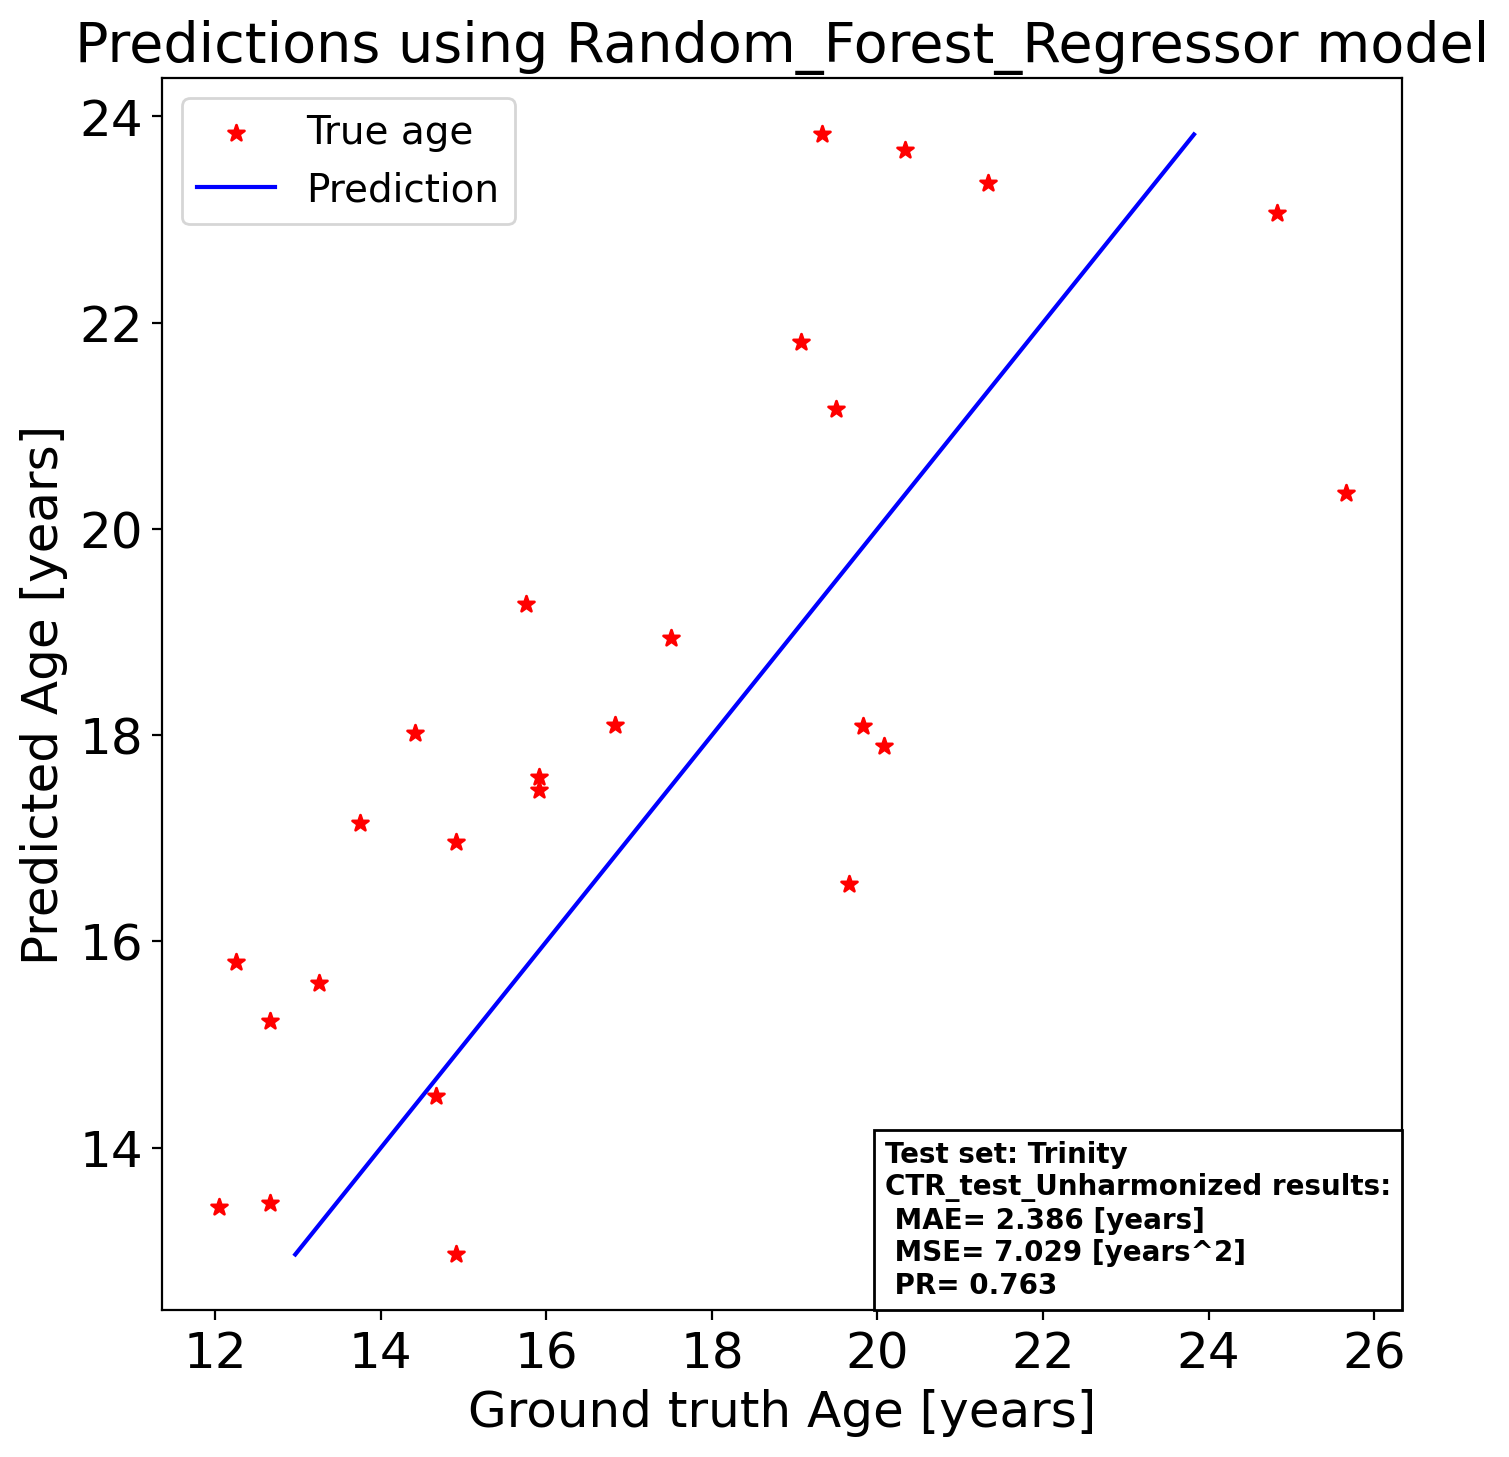 Predictions using Random_Forest_Regressor model
True age
Prediction
24
22
20
18
16
14
Predicted Age [years]
Test set: Trinity
CTR_test_Unharmonized results:
MAE= 2.386 [years]
MSE= 7.029 [years^2]
PR= 0.763
12 14 16 18 20 22 24 26
Ground truth Age [years]